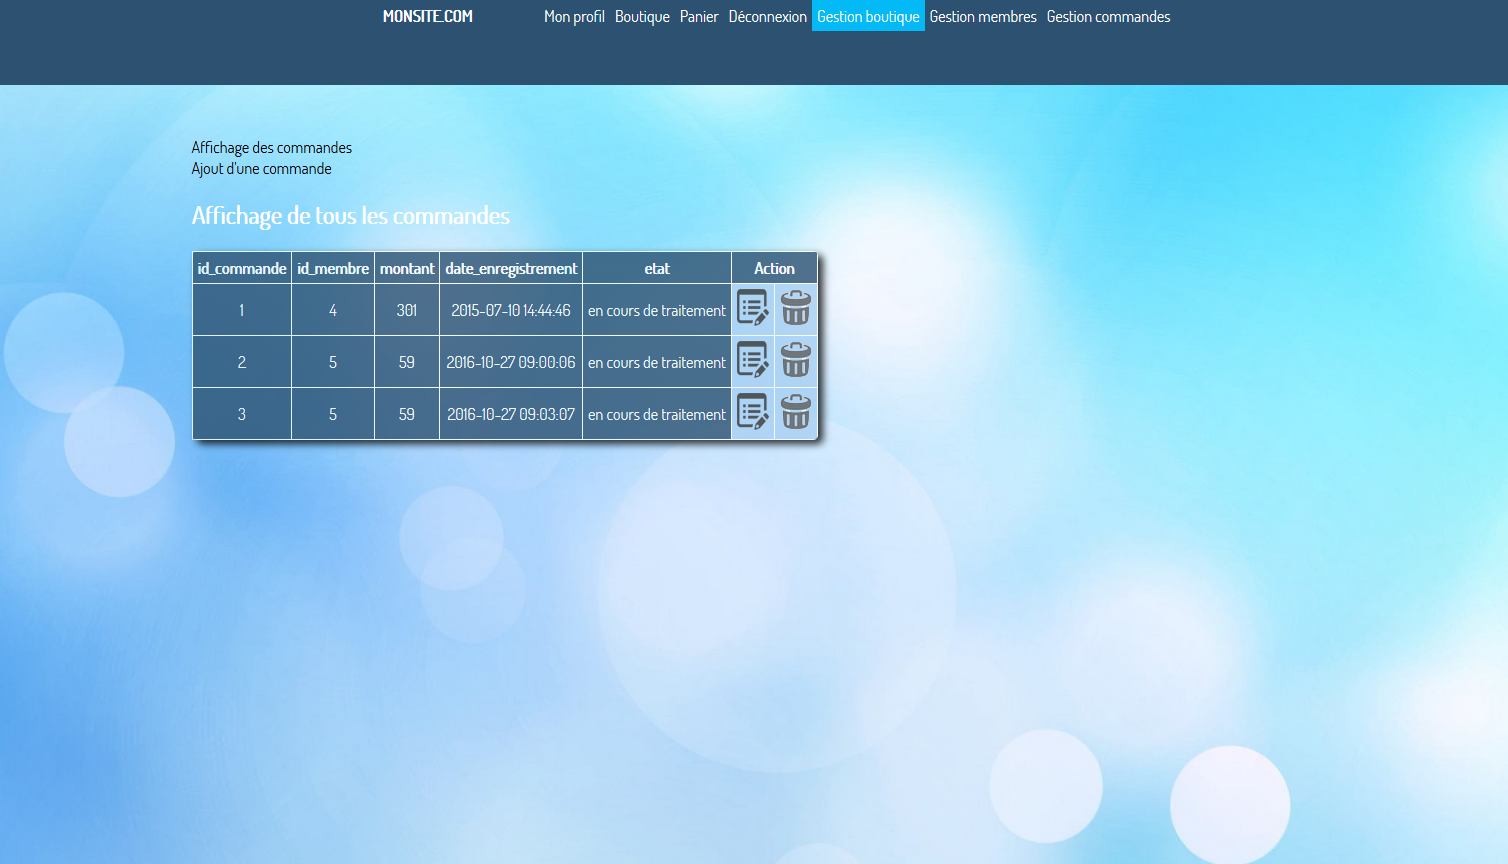 MONSITE.COM Mon profil Boutique Panier Déconnexion Gestion boutique Gestion membres Gestion commandes
Affichage des commandes
Ajout d'une commande
Affichage de tous les commandes
id_commande id_membre montant date_enregistrement etat Action
1 4 301 2015-07-10 14:44:46 en cours de traitement
2 5 59 2016-10-27 09:00:06 en cours de traitement
3 5 59 2016-10-27 09:03:07 en cours de traitement